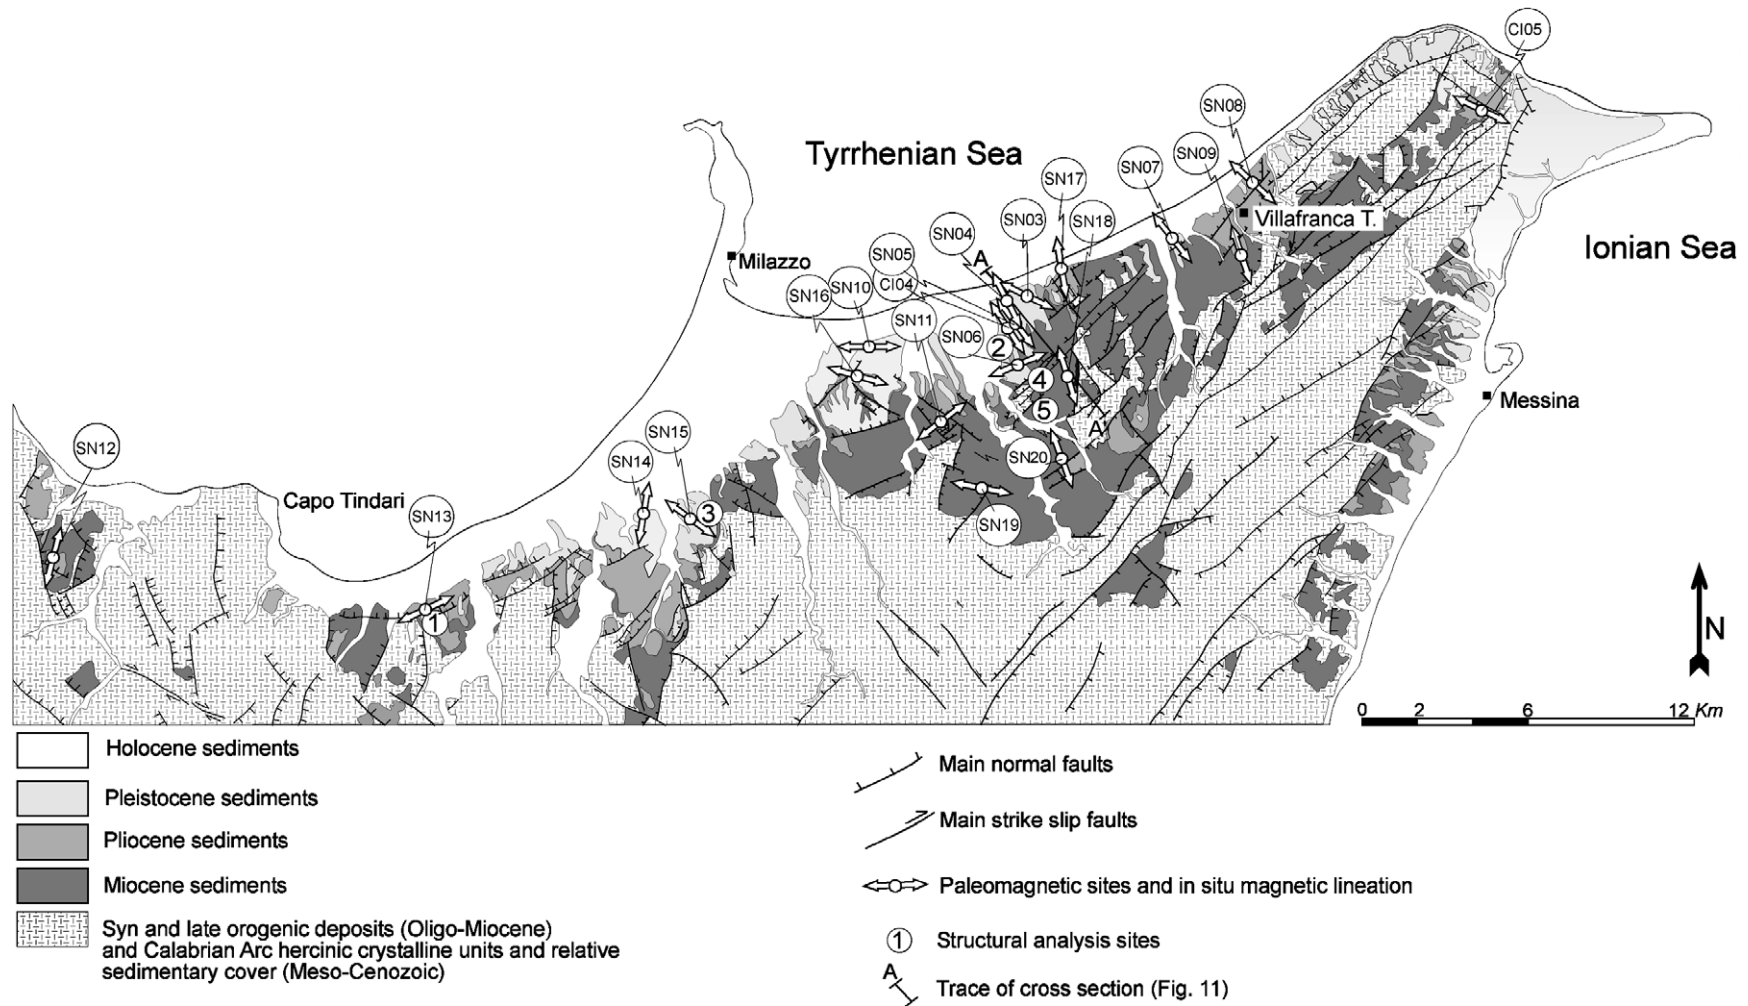 CI05
SN08
Tyrrhenian Sea
SN09
SN07
SN17
Villafranca T.
SN03
SN18
SN04
Ionian Sea
SN05
A
Milazzo
CI04
SN16
SN10
SN11
SN06
2
4
Messina
5
A'
SN15
SN12
SN14
SN20
Capo Tindari
3
SN13
SN19
1
N
0 2 6 12 Km
Holocene sediments
Pleistocene sediments
Pliocene sediments
Miocene sediments
Syn and late orogenic deposits (Oligo-Miocene)
and Calabrian Arc hercinic crystalline units and relative
sedimentary cover (Meso-Cenozoic)
Main normal faults
Main strike slip faults
Paleomagnetic sites and in situ magnetic lineation
1 Structural analysis sites
A
Trace of cross section (Fig. 11)